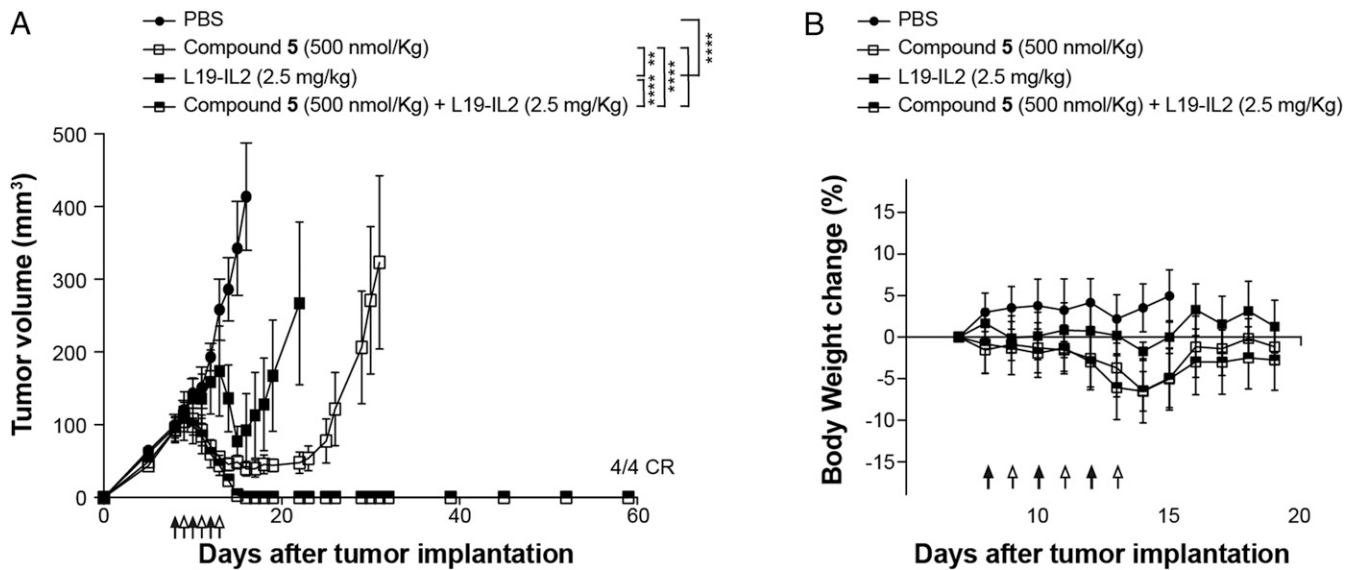 A
PBS
Compound 5 (500 nmol/Kg)
L19-IL2 (2.5 mg/kg)
Compound 5 (500 nmol/Kg) + L19-IL2 (2.5 mg/Kg)
**** **
****
****
Tumor volume (mm³)
500
400
300
200
100
0
4/4 CR
0 20 40 60
Days after tumor implantation
B
PBS
Compound 5 (500 nmol/Kg)
L19-IL2 (2.5 mg/kg)
Compound 5 (500 nmol/Kg) + L19-IL2 (2.5 mg/Kg)
Body Weight change (%)
15
10
5
0
-5
-10
-15
10 15 20
Days after tumor implantation